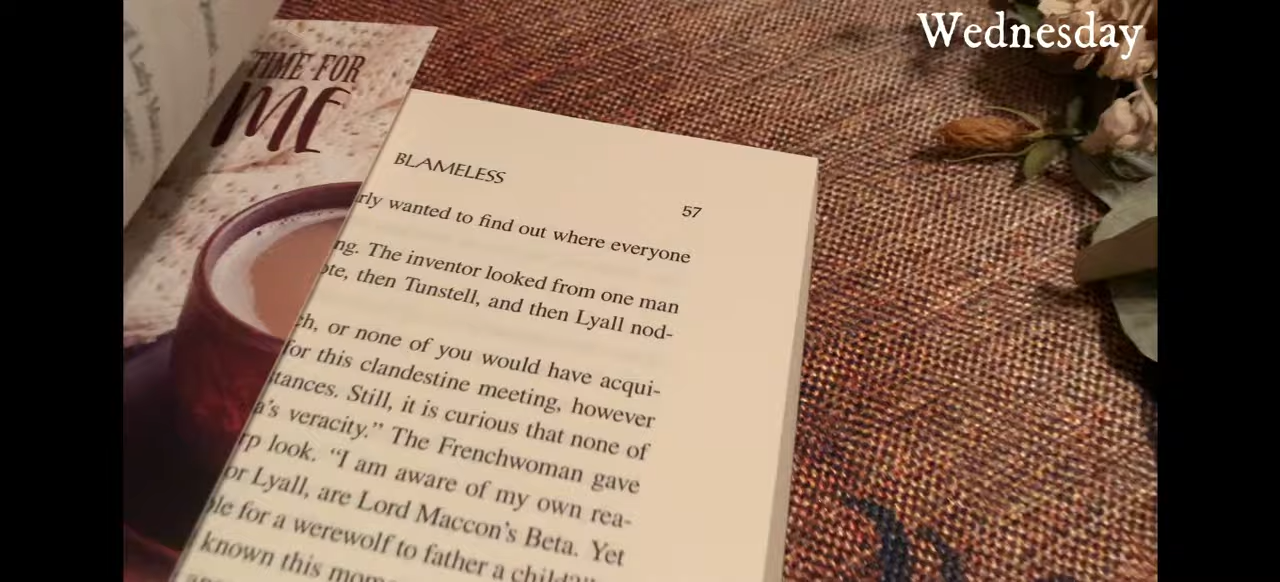 Wednesday
TIME FOR
ME
BLAMELESS
57
rly wanted to find out where everyone
ng. The inventor looked from one man
ote, then Tunstell, and then Lyall nod-
ch, or none of you would have acqui-
for this clandestine meeting, however
stances. Still, it is curious that none of
a's veracity." The Frenchwoman gave
rp look. "I am aware of my own rea-
or Lyall, are Lord Maccon's Beta. Yet
ble for a werewolf to father a child?"
known this